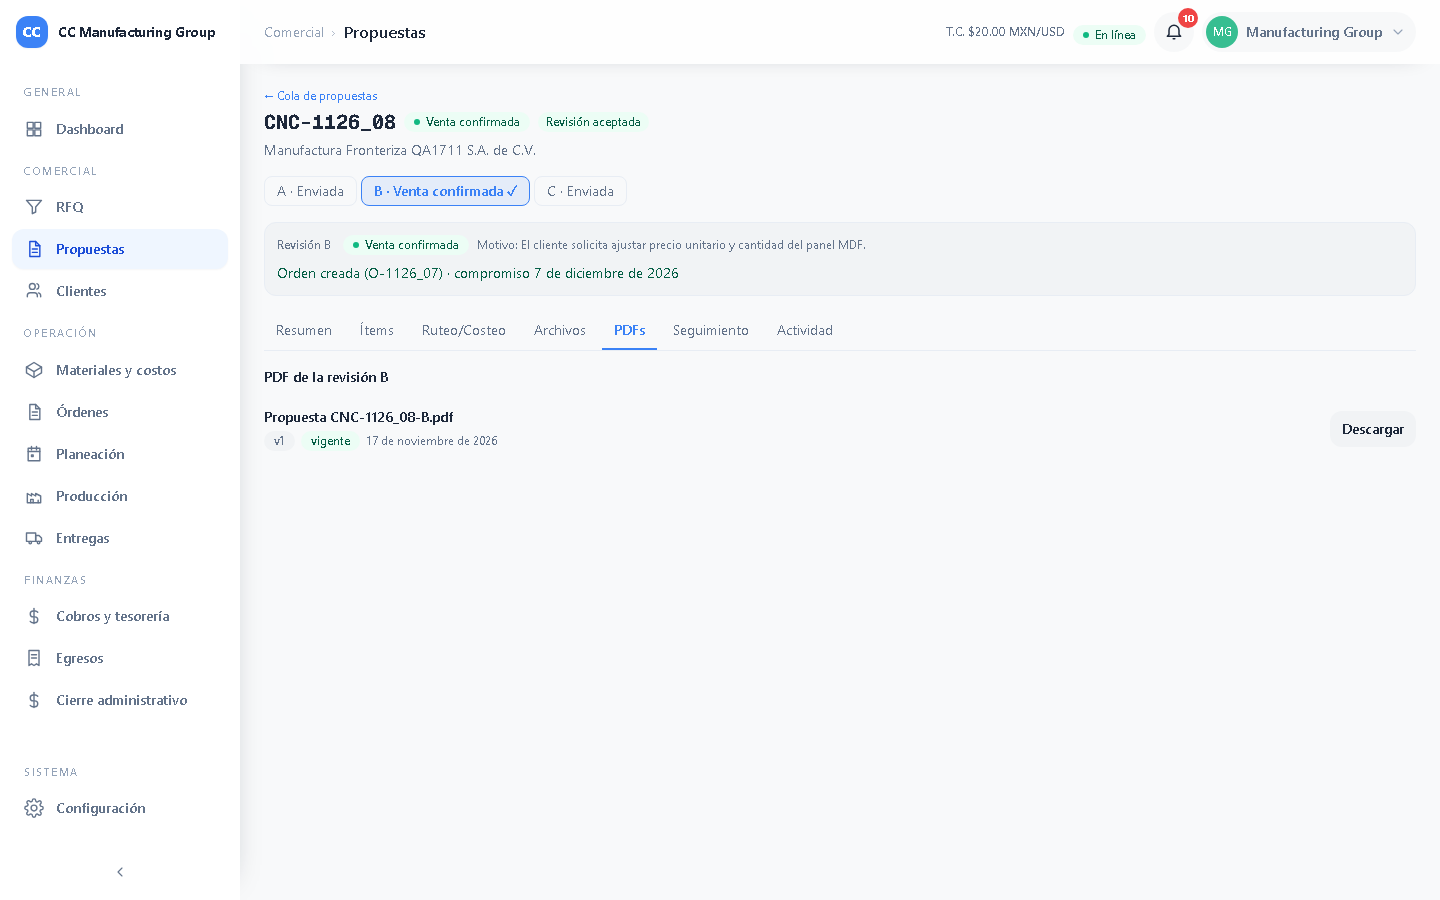 CC
CC Manufacturing Group
Comercial › Propuestas
T.C. $20.00 MXN/USD
En línea
10
MG
Manufacturing Group
GENERAL
Dashboard
COMERCIAL
RFQ
Propuestas
Clientes
OPERACIÓN
Materiales y costos
Órdenes
Planeación
Producción
Entregas
FINANZAS
Cobros y tesorería
Egresos
Cierre administrativo
SISTEMA
Configuración
← Cola de propuestas
CNC-1126_08 Venta confirmada Revisión aceptada
Manufactura Fronteriza QA1711 S.A. de C.V.
A · Enviada B · Venta confirmada ✓ C · Enviada
Revisión B Venta confirmada Motivo: El cliente solicita ajustar precio unitario y cantidad del panel MDF.
Orden creada (O-1126_07) · compromiso 7 de diciembre de 2026
Resumen Ítems Ruteo/Costeo Archivos PDFs Seguimiento Actividad
PDF de la revisión B
Propuesta CNC-1126_08-B.pdf
v1 vigente 17 de noviembre de 2026
Descargar